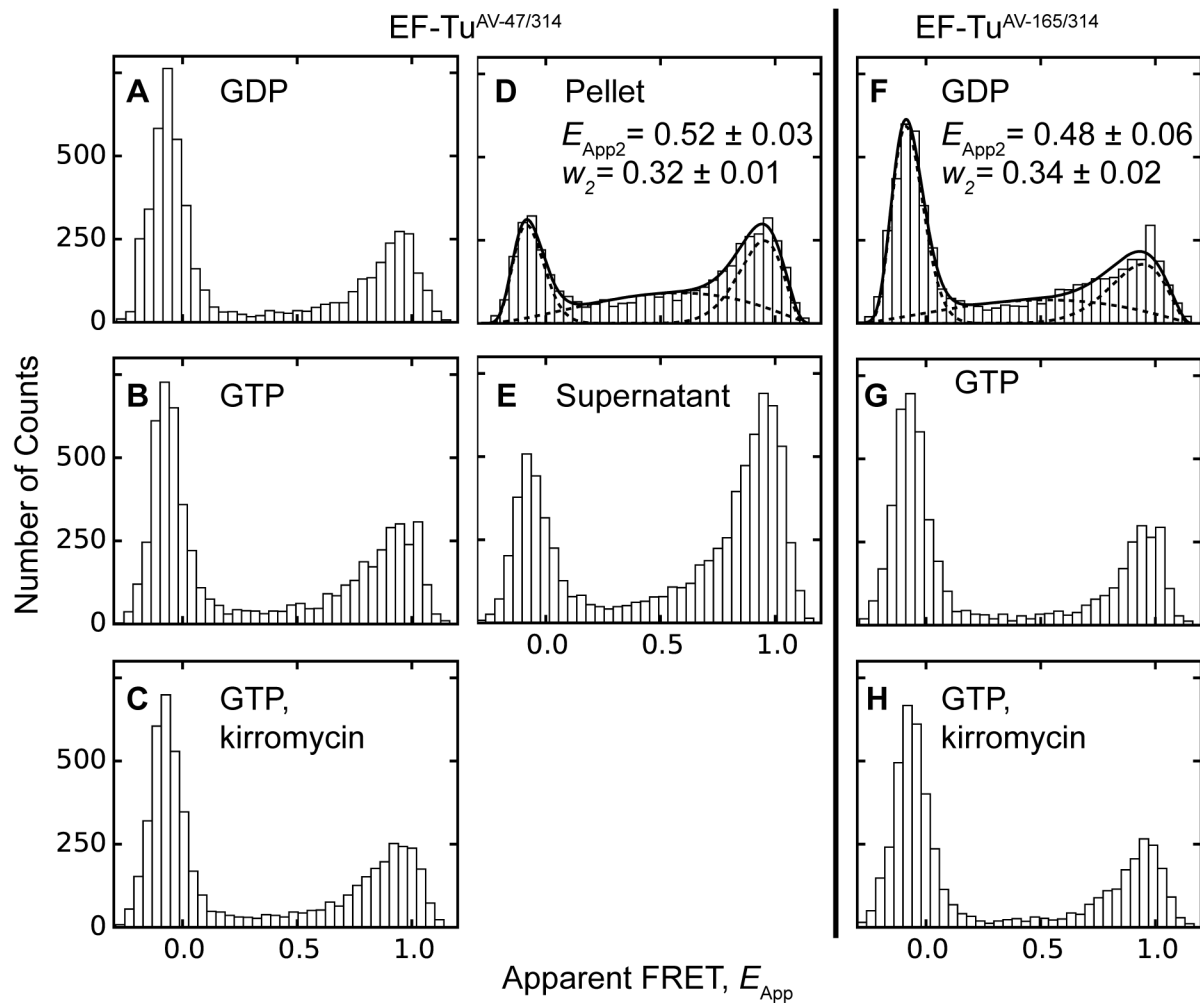 EF-Tu^AV-47/314
EF-Tu^AV-165/314
A GDP
500
250
0
D Pellet
E_App2 = 0.52 ± 0.03
w_2 = 0.32 ± 0.01
F GDP
E_App2 = 0.48 ± 0.06
w_2 = 0.34 ± 0.02
Number of Counts
B GTP
500
250
0
E Supernatant
0.0 0.5 1.0
G GTP
C GTP,
kirromycin
500
250
0
0.0 0.5 1.0
H GTP,
kirromycin
0.0 0.5 1.0
Apparent FRET, E_App